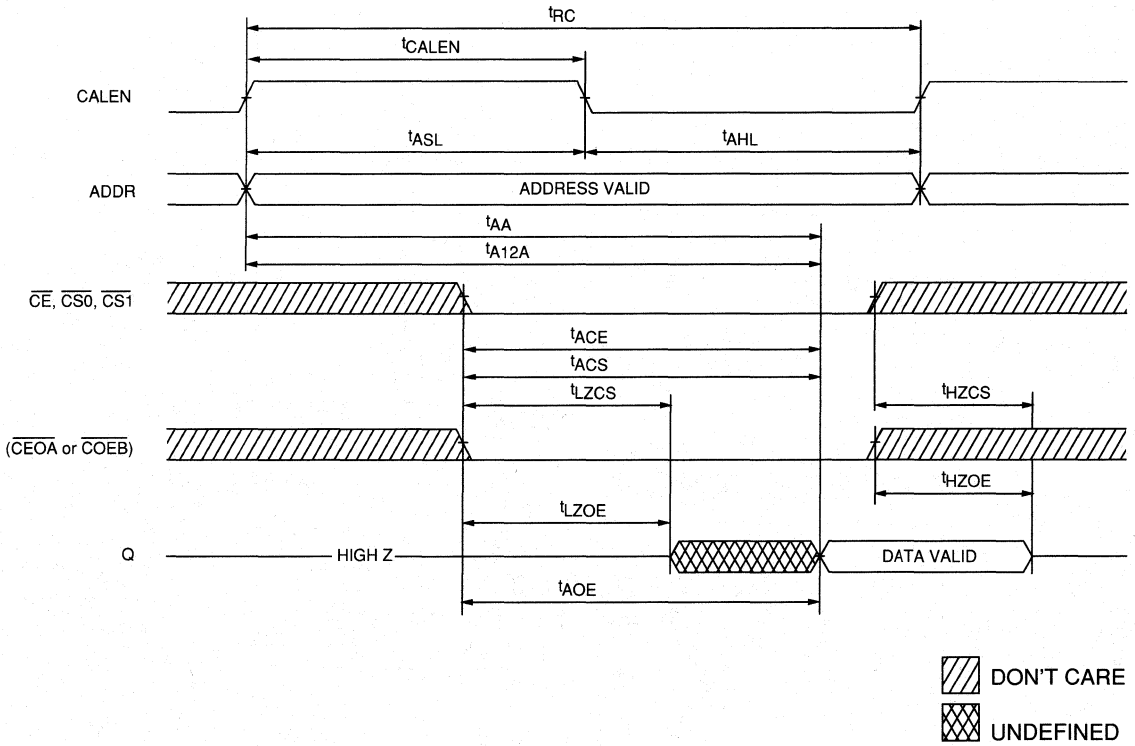 tRC
tCALEN
CALEN
tASL
tAHL
ADDR
ADDRESS VALID
tAA
tA12A
CE, CS0, CS1
tACE
tACS
tLZCS
tHZCS
(CEOA or COEB)
tHZOE
tLZOE
Q
HIGH Z
DATA VALID
tAOE
DON'T CARE
UNDEFINED